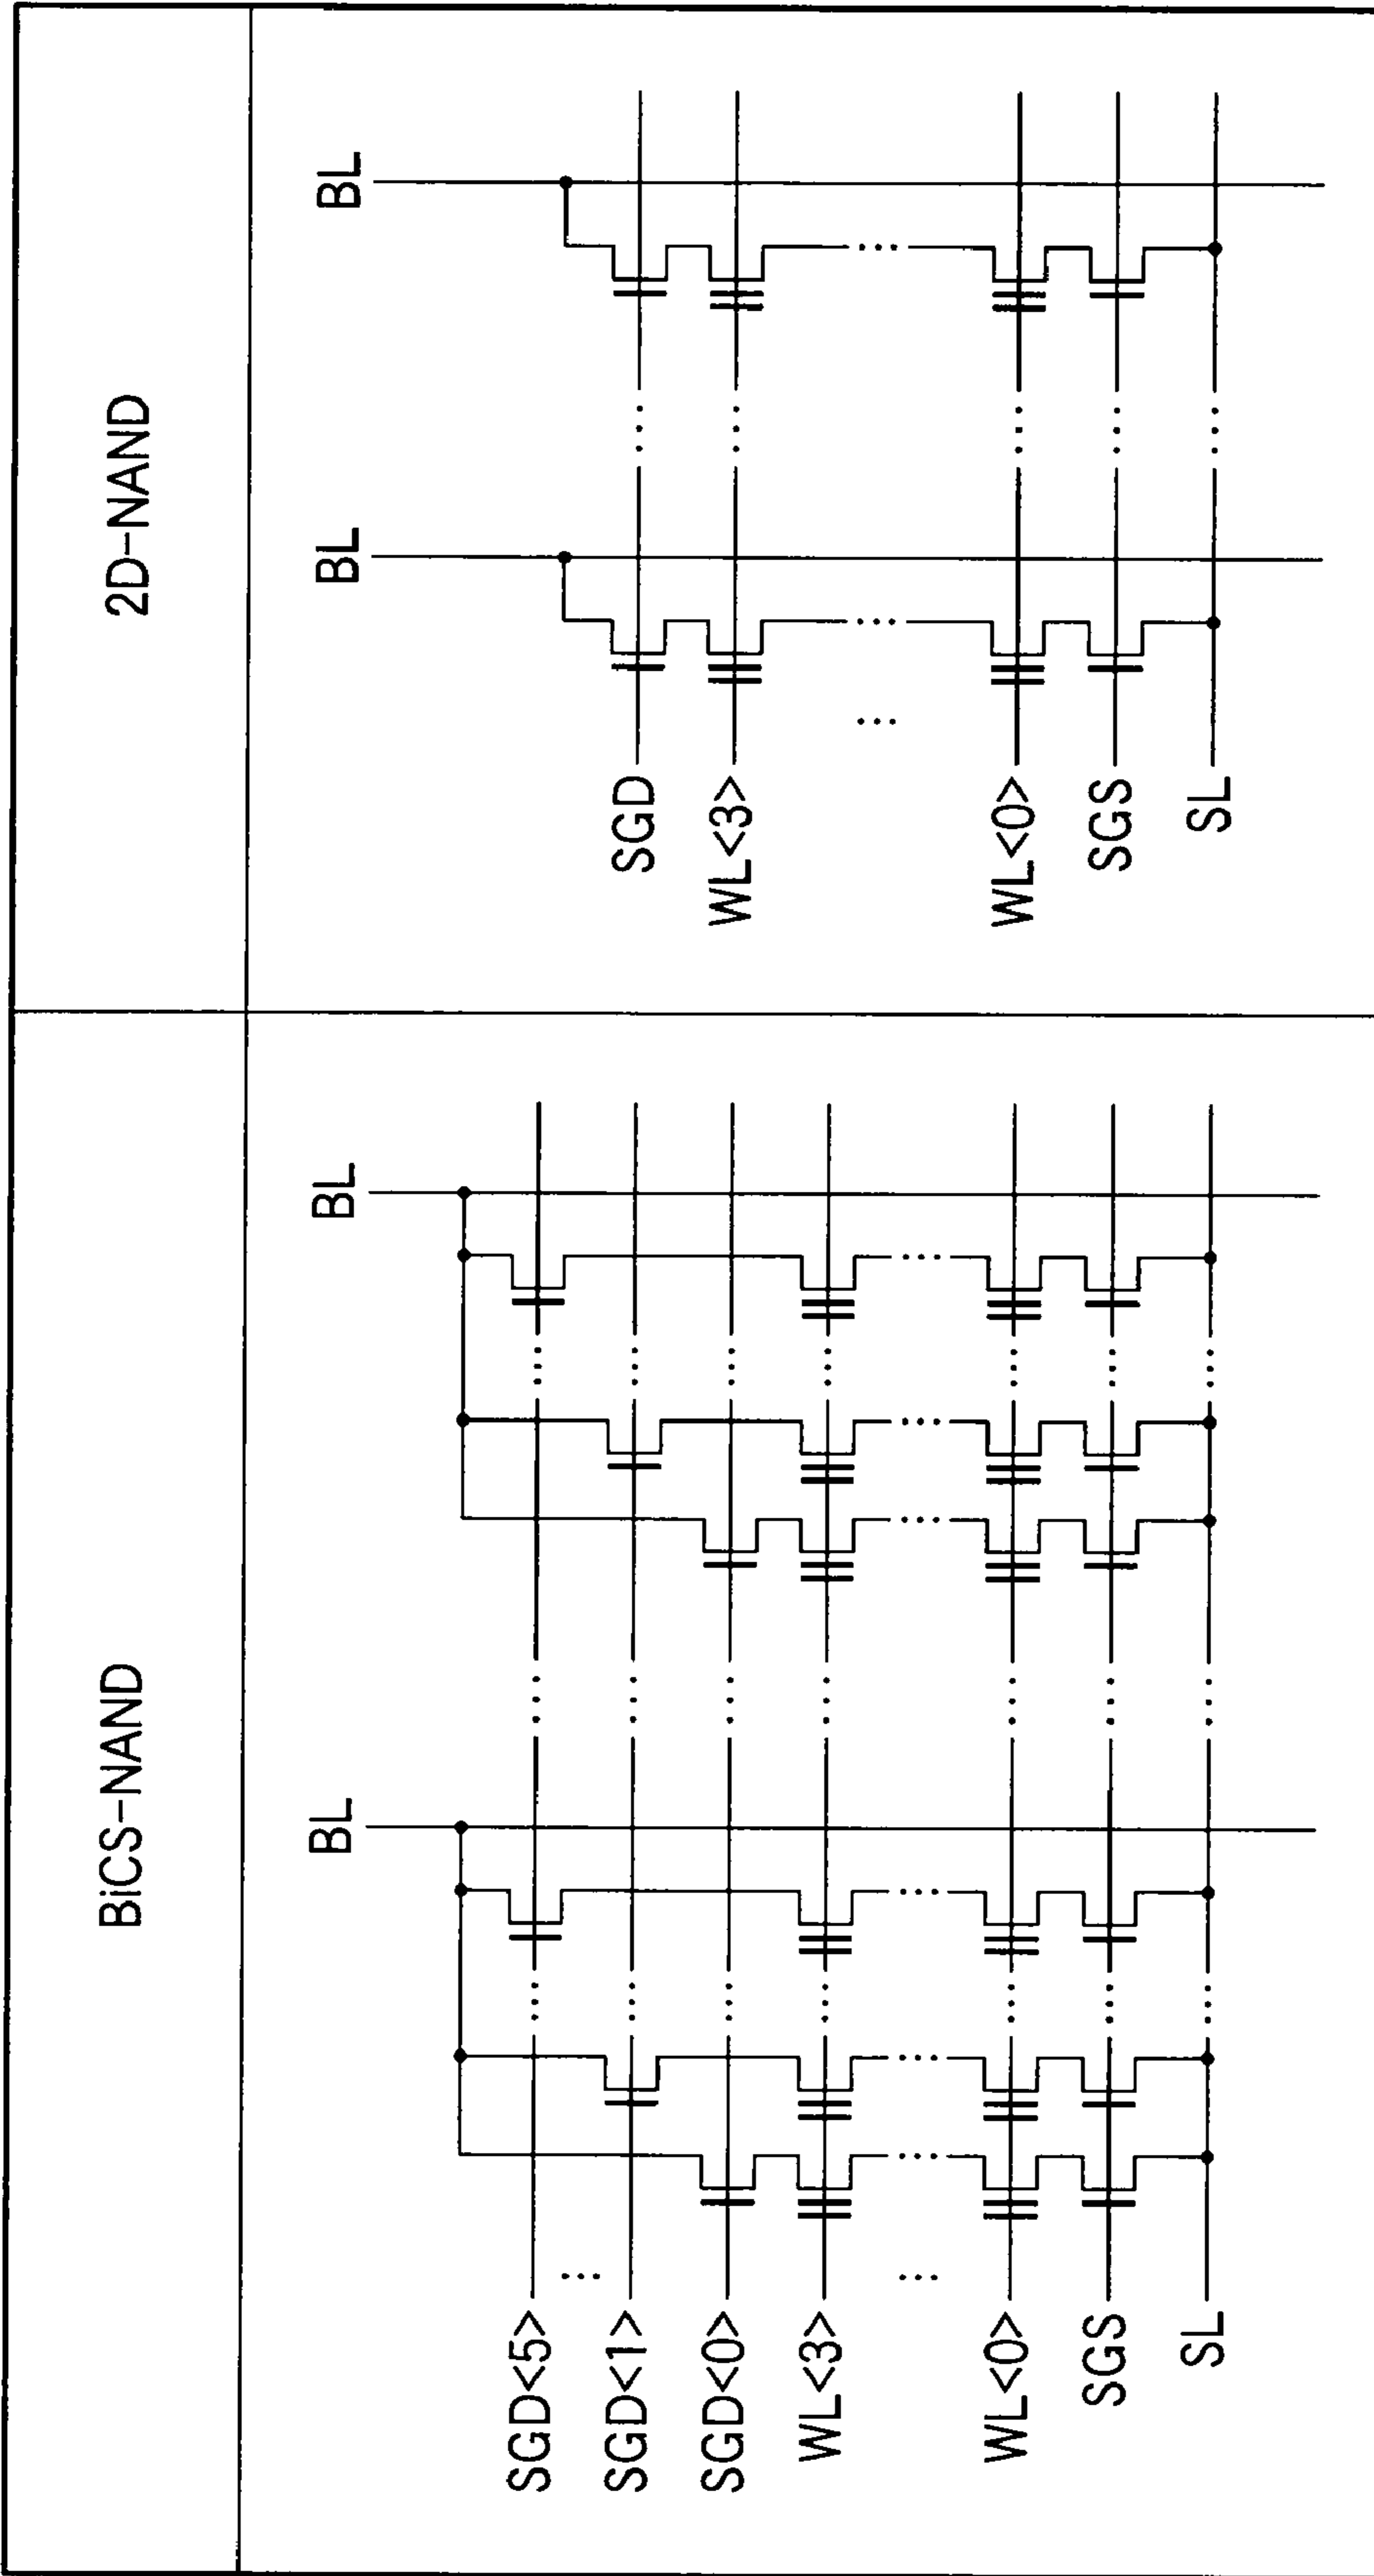 BiCS-NAND
BL
BL
SGD<5>
...
SGD<1>
SGD<0>
WL<3>
...
WL<0>
SGS
SL
2D-NAND
BL
BL
SGD
WL<3>
...
WL<0>
SGS
SL